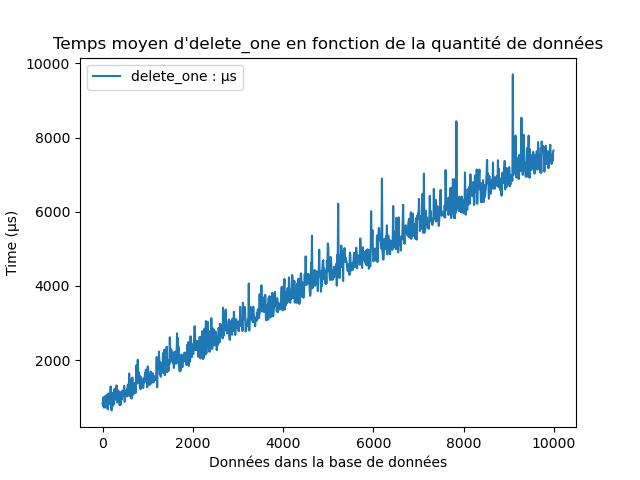 Temps moyen d'delete_one en fonction de la quantité de données
delete_one : µs
10000
8000
6000
4000
2000
Time (µs)
0 2000 4000 6000 8000 10000
Données dans la base de données